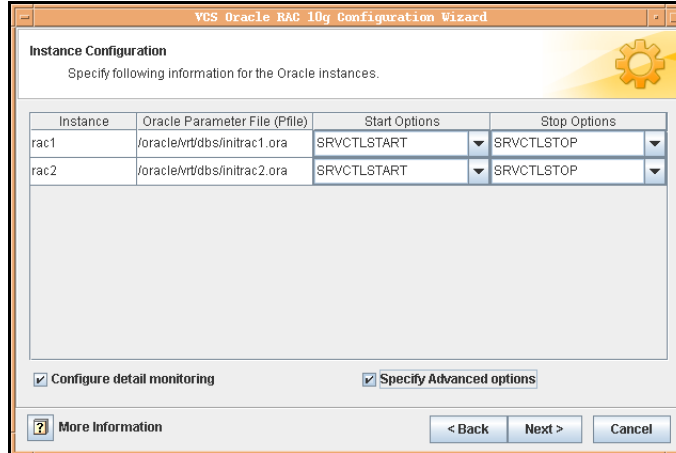 VCS Oracle RAC 10g Configuration Wizard
Instance Configuration
Specify following information for the Oracle instances.
Instance Oracle Parameter File (Pfile) Start Options Stop Options
rac1 /oracle/vrt/dbs/initrac1.ora SRVCTLSTART SRVCTLSTOP
rac2 /oracle/vrt/dbs/initrac2.ora SRVCTLSTART SRVCTLSTOP
Configure detail monitoring Specify Advanced options
? More Information < Back Next > Cancel